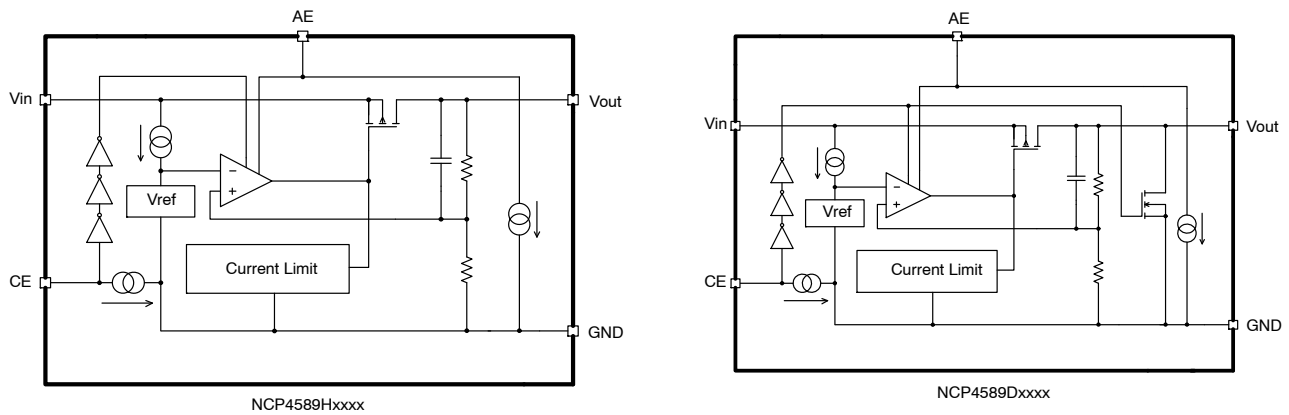 AE
Vin
Vout
−
+
Vref
Current Limit
CE
GND
NCP4589Hxxxx
AE
Vin
Vout
−
+
Vref
Current Limit
CE
GND
NCP4589Dxxxx